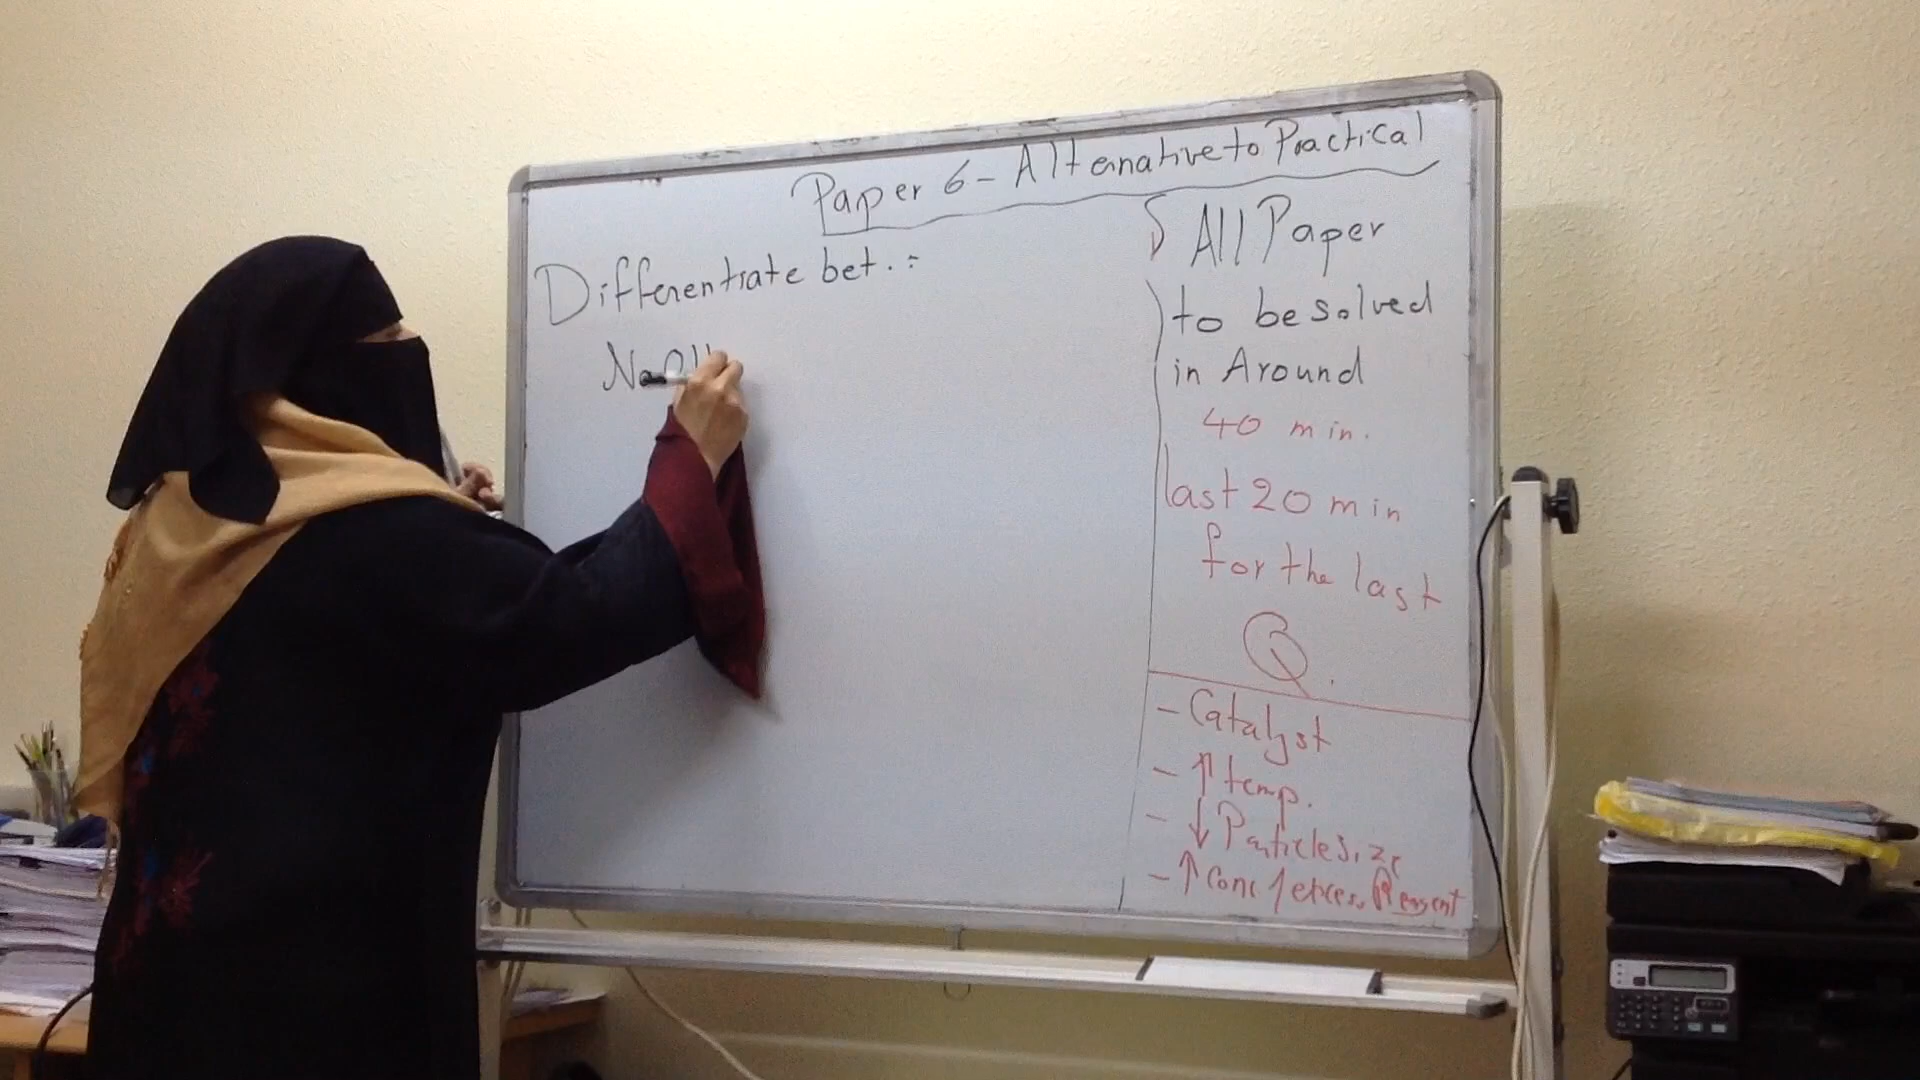 Paper 6 - Alternative to Practical
Differentiate bet. :
NaOH
All Paper
to be solved
in Around
40 min.
last 20 min
for the last
Q.
- Catalyst
- ↑ temp.
- ↓ Particle size
- ↑ conc / excess Reagent